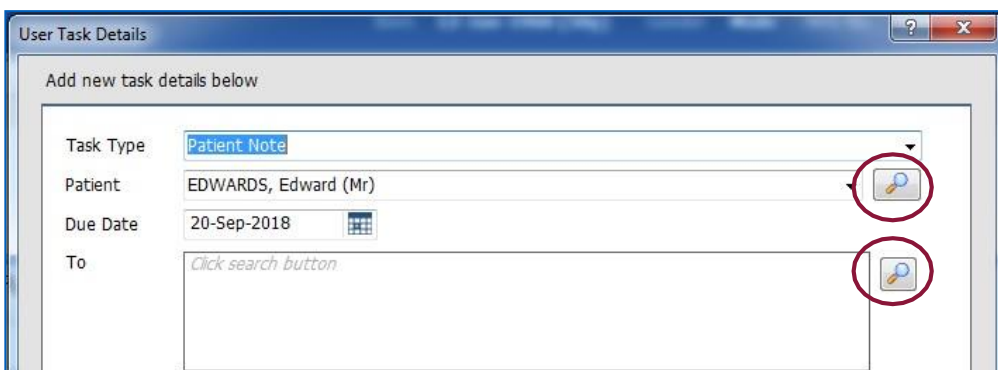 User Task Details
?
X
Add new task details below
Task Type Patient Note
Patient EDWARDS, Edward (Mr)
Due Date 20-Sep-2018
To Click search button